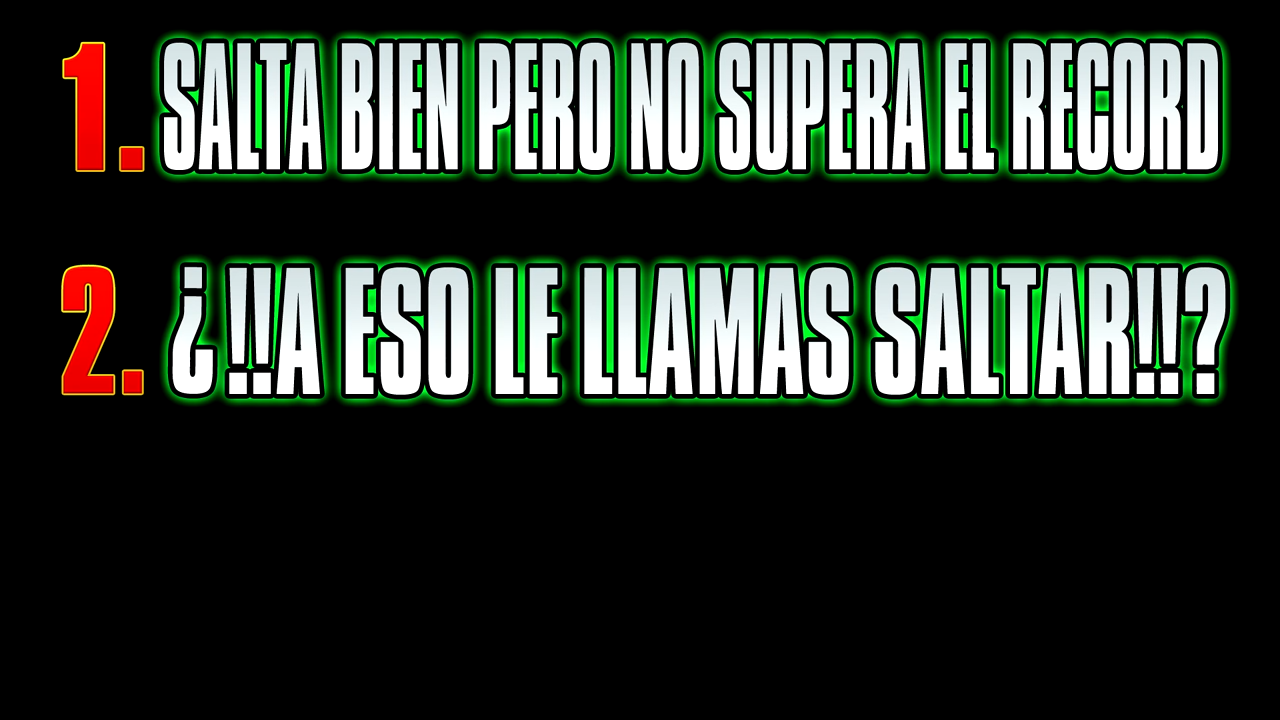 1. SALTA BIEN PERO NO SUPERA EL RECORD
2. ¿!!A ESO LE LLAMAS SALTAR!!?